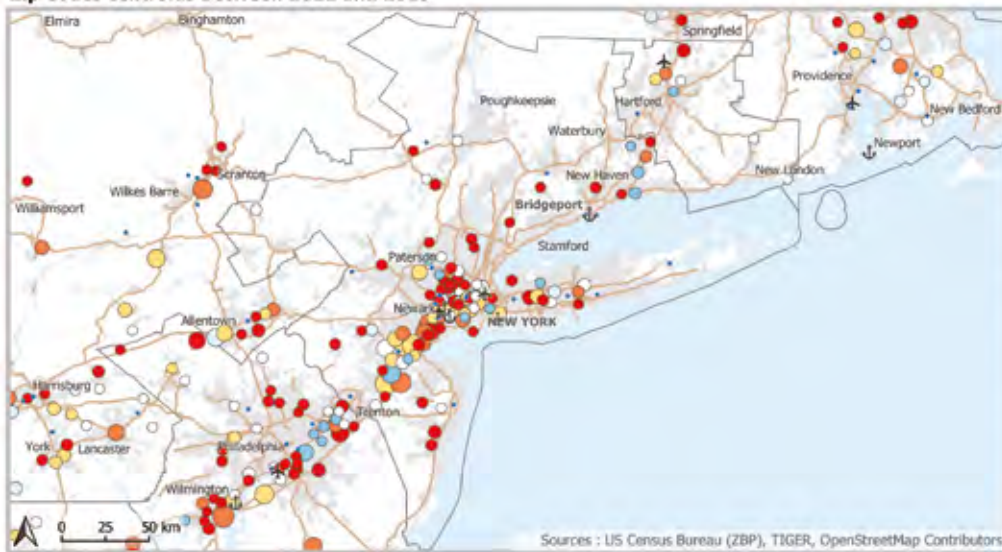 Elmira
Binghamton
Springfield
Poughkeepsie
Hartford
Providence
New Bedford
Waterbury
Newport
Scranton
Wilkes Barre
New Haven
New London
Williamsport
Bridgeport
Stamford
Paterson
Newark
NEW YORK
Allentown
Harrisburg
Trenton
York
Lancaster
Philadelphia
Wilmington
0 25 50 km
Sources : US Census Bureau (ZBP), TIGER, OpenStreetMap Contributors